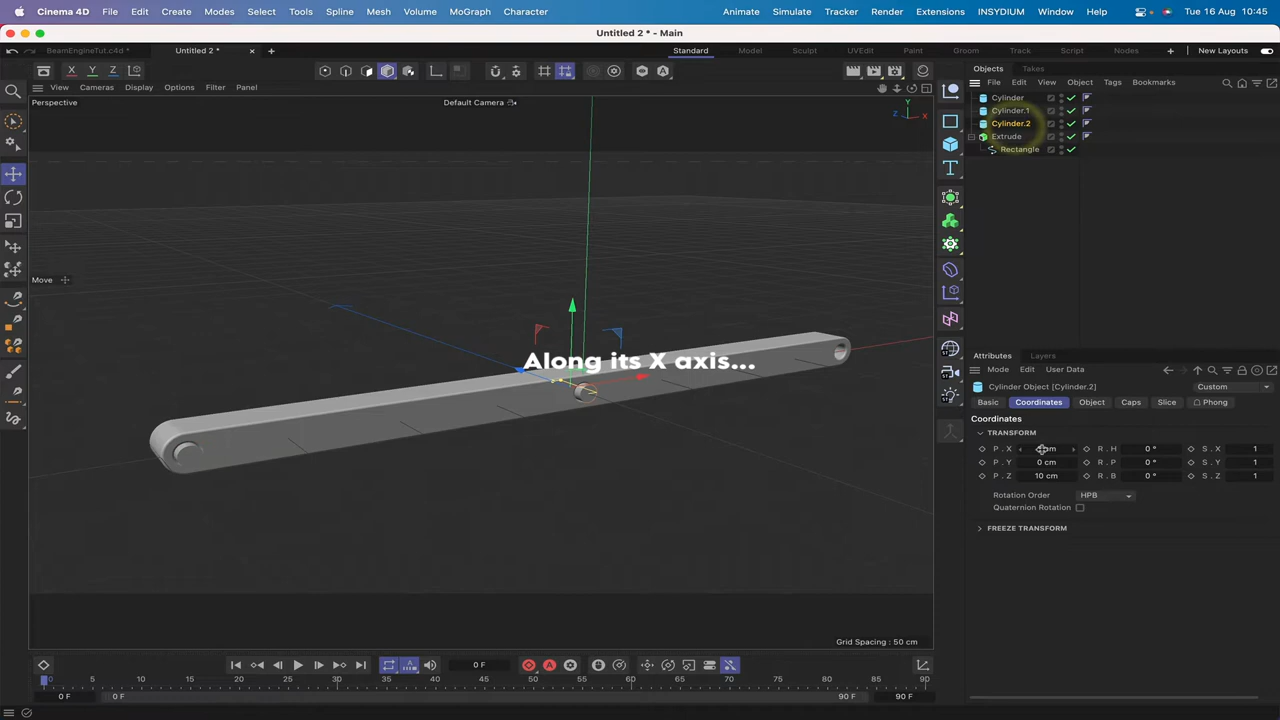 Cinema 4D File Edit Create Modes Select Tools Spline Mesh Volume MoGraph Character Animate Simulate Tracker Render Extensions INSYDIUM Window Help Tue 16 Aug 10:45
Untitled 2 * - Main
BeamEngineTut.c4d * Untitled 2 * Standard Model Sculpt UVEdit Paint Groom Track Script Nodes New Layouts
X Y Z
Objects Takes
View Cameras Display Options Filter Panel
File Edit View Object Tags Bookmarks
Perspective Default Camera
Cylinder
Cylinder.1
Cylinder.2
Extrude
Rectangle
Y
Z X
Move
Along its X axis...
Attributes Layers
Mode Edit User Data
Cylinder Object [Cylinder.2] Custom
Basic Coordinates Object Caps Slice Phong
Coordinates
TRANSFORM
P . X R . H 0 ° S . X 1
P . Y 0 cm R . P 0 ° S . Y 1
P . Z 10 cm R . B 0 ° S . Z 1
Rotation Order HPB
Quaternion Rotation
FREEZE TRANSFORM
Grid Spacing : 50 cm
0 F
0 5 10 15 20 25 30 35 40 45 50 55 60 65 70 75 80 85 90
0 F 0 F 90 F 90 F